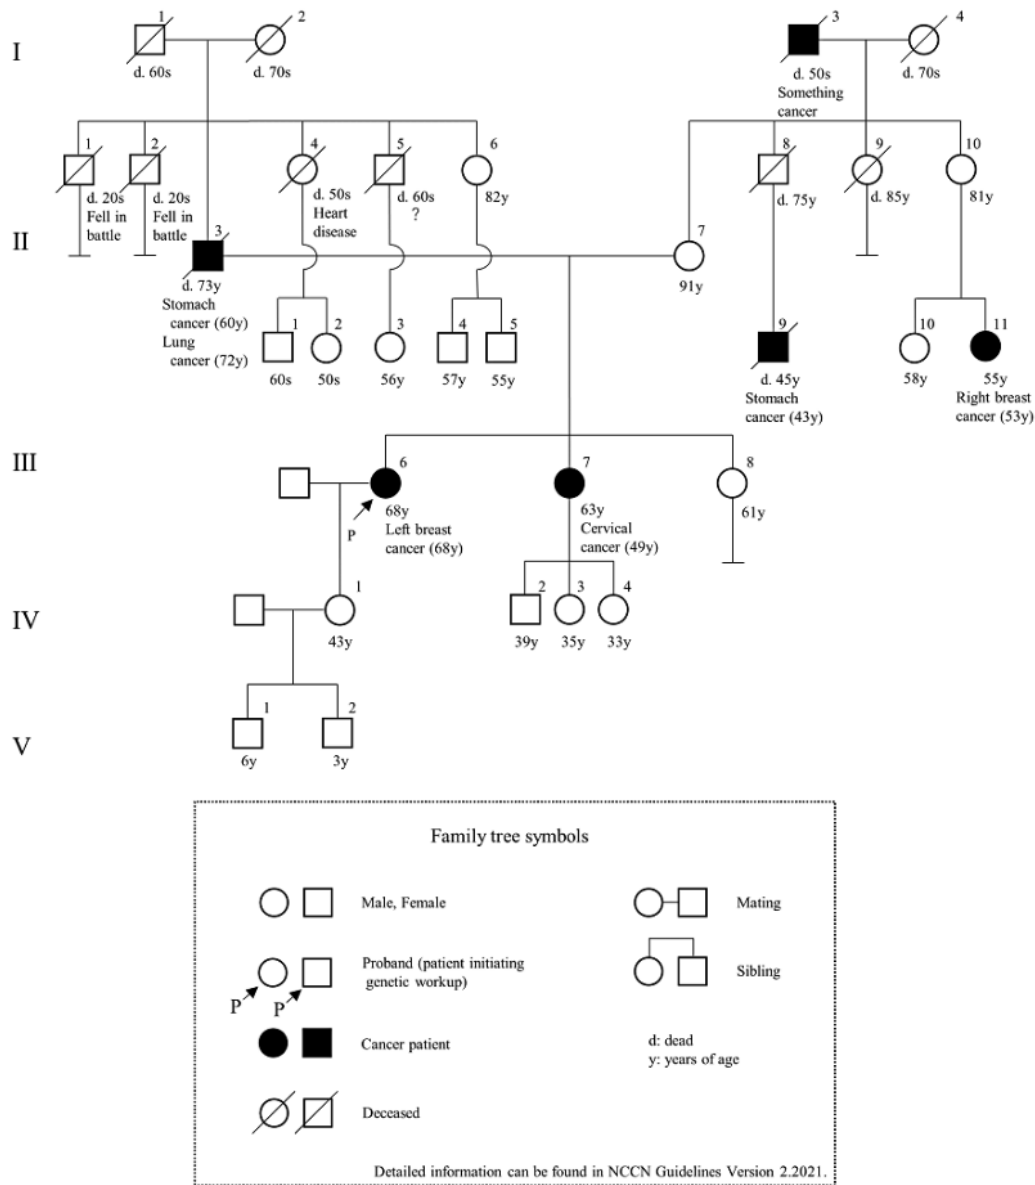 I
1
2
3
4
d. 60s
d. 70s
d. 50s
Something
cancer
d. 70s
II
1
2
4
5
6
8
9
10
d. 20s
Fell in
battle
d. 20s
Fell in
battle
d. 50s
Heart
disease
d. 60s
?
82y
d. 75y
d. 85y
81y
3
7
d. 73y
Stomach
cancer (60y)
Lung
cancer (72y)
91y
III
1
2
3
4
5
9
10
11
60s
50s
56y
57y
55y
d. 45y
Stomach
cancer (43y)
58y
55y
Right breast
cancer (53y)
6
7
8
P
68y
Left breast
cancer (68y)
63y
Cervical
cancer (49y)
61y
IV
1
2
3
4
43y
39y
35y
33y
V
1
2
6y
3y
Family tree symbols
Male, Female
Mating
Proband (patient initiating
genetic workup)
P
P
Sibling
Cancer patient
d: dead
y: years of age
Deceased
Detailed information can be found in NCCN Guidelines Version 2.2021.